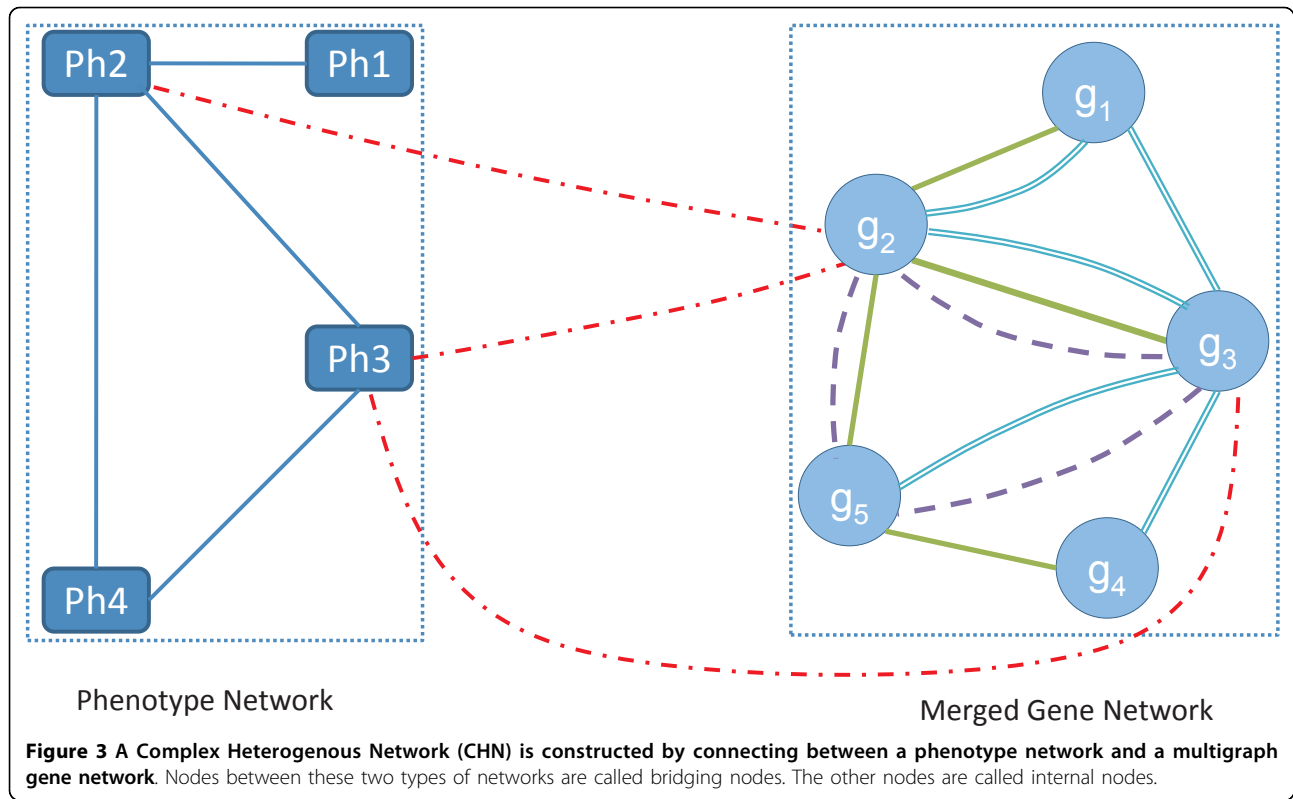 Ph2
Ph1
g1
g2
Ph3
g3
g5
Ph4
g4
Phenotype Network
Merged Gene Network
Figure 3 A Complex Heterogenous Network (CHN) is constructed by connecting between a phenotype network and a multigraph
gene network. Nodes between these two types of networks are called bridging nodes. The other nodes are called internal nodes.